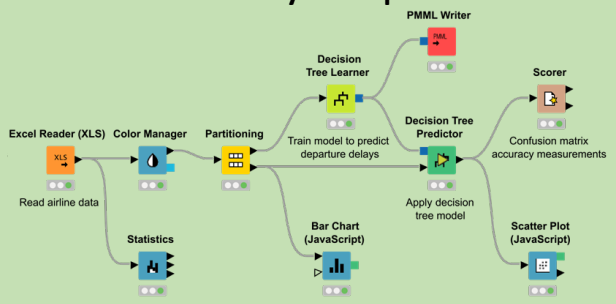 PMML Writer
PMML
Decision
Tree Learner
Scorer
Excel Reader (XLS)
Color Manager
Partitioning
Train model to predict
departure delays
Decision Tree
Predictor
Confusion matrix
accuracy measurements
XLS
Read airline data
Statistics
Bar Chart
(JavaScript)
Apply decision
tree model
Scatter Plot
(JavaScript)